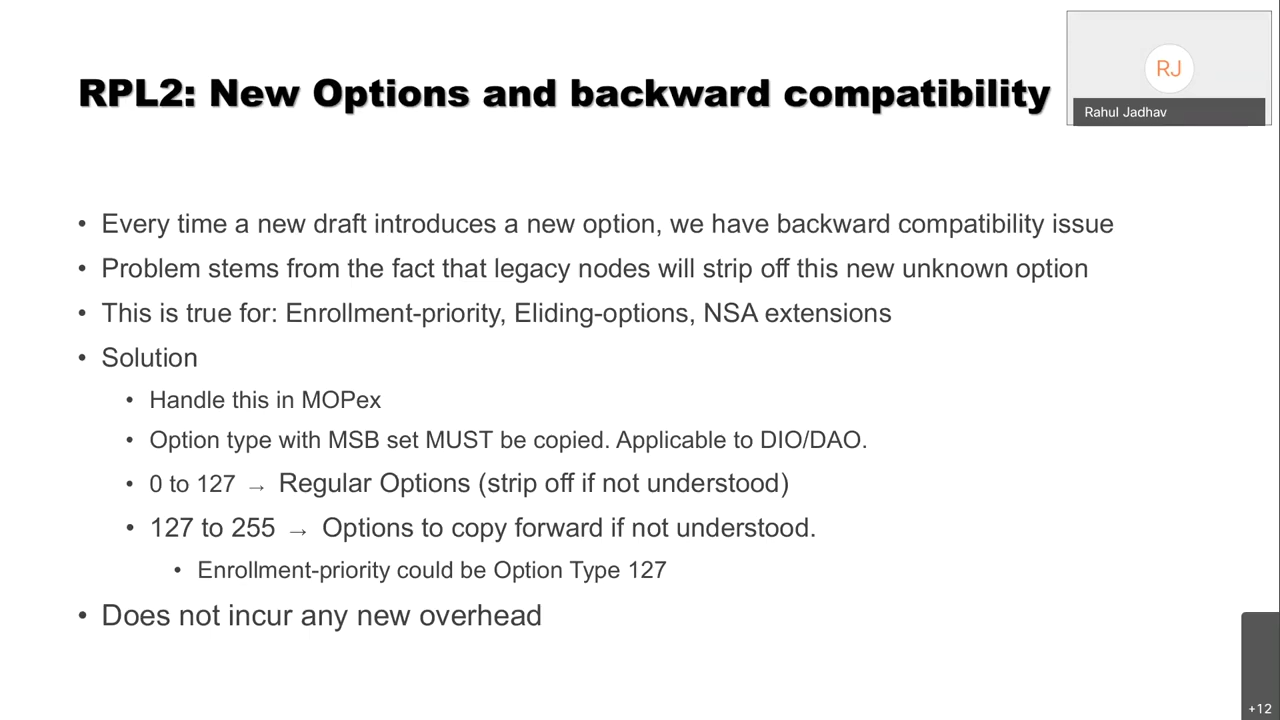 RPL2: New Options and backward compatibility
RJ
Rahul Jadhav
• Every time a new draft introduces a new option, we have backward compatibility issue
• Problem stems from the fact that legacy nodes will strip off this new unknown option
• This is true for: Enrollment-priority, Eliding-options, NSA extensions
• Solution
• Handle this in MOPex
• Option type with MSB set MUST be copied. Applicable to DIO/DAO.
• 0 to 127 → Regular Options (strip off if not understood)
• 127 to 255 → Options to copy forward if not understood.
• Enrollment-priority could be Option Type 127
• Does not incur any new overhead
+12